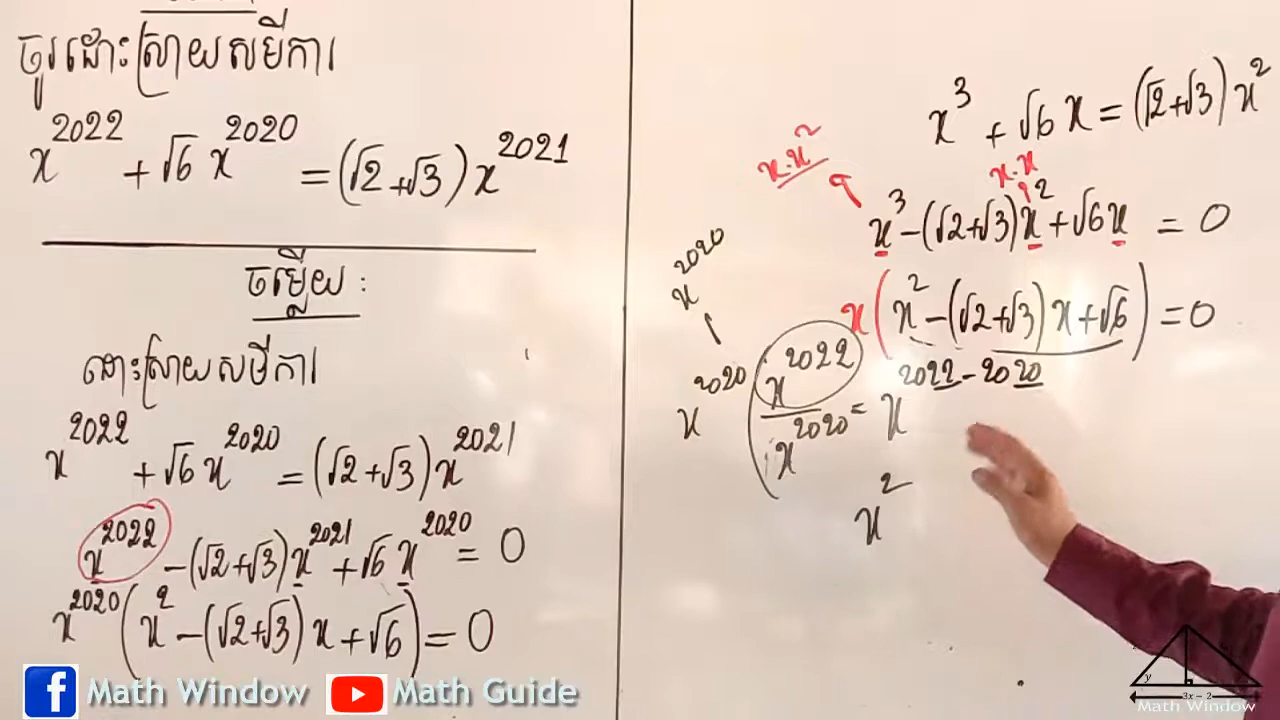 ចូរដោះស្រាយសមីការ
x^2022 + √6 x^2020 = (√2+√3) x^2021
ចម្លើយ :
ដោះស្រាយសមីការ
x^2022 + √6 x^2020 = (√2+√3) x^2021
x^2022 - (√2+√3) x^2021 + √6 x^2020 = 0
x^2020 (x^2 - (√2+√3) x + √6) = 0
x^3 + √6 x = (√2+√3) x^2
x·x^2
x·x
x^3 - (√2+√3) x^2 + √6 x = 0
x (x^2 - (√2+√3) x + √6) = 0
x^2020
x^2020 ( x^2022 / x^2020 = x^2022-2020
x^2
Math Window
Math Guide
y
3x - 2
Math Window